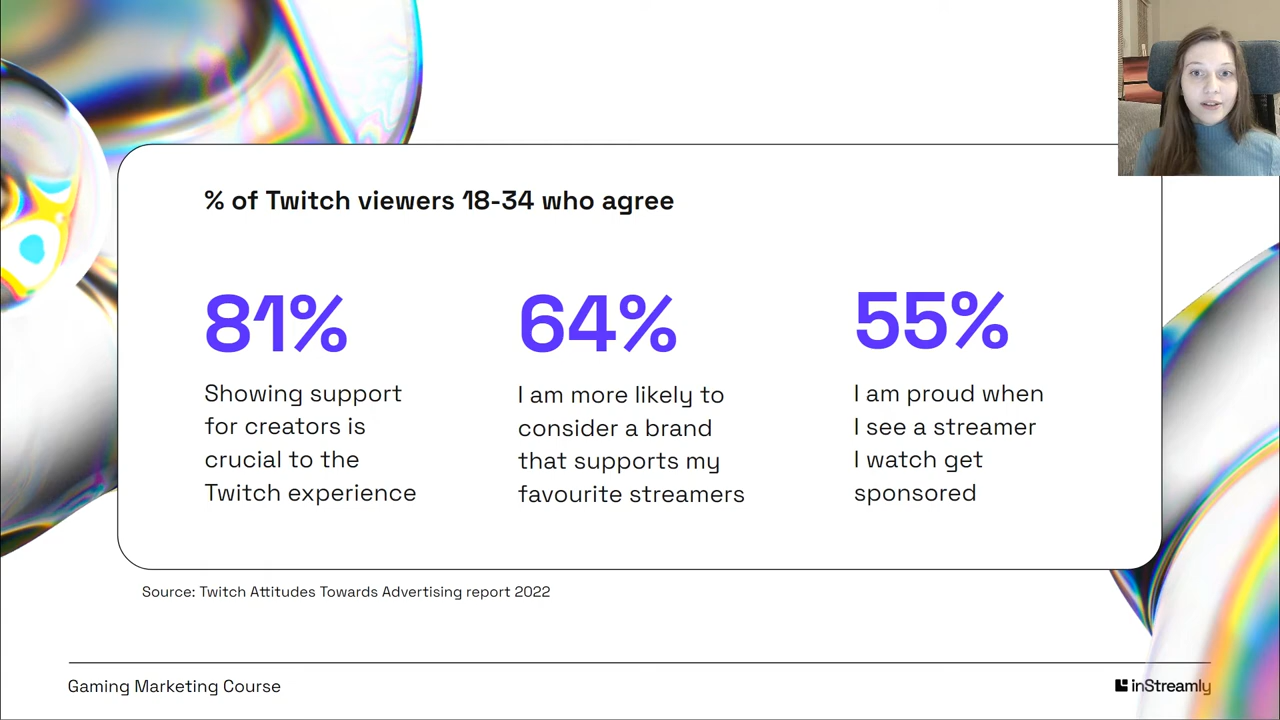 % of Twitch viewers 18-34 who agree
81%
Showing support
for creators is
crucial to the
Twitch experience
64%
I am more likely to
consider a brand
that supports my
favourite streamers
55%
I am proud when
I see a streamer
I watch get
sponsored
Source: Twitch Attitudes Towards Advertising report 2022
Gaming Marketing Course
inStreamly